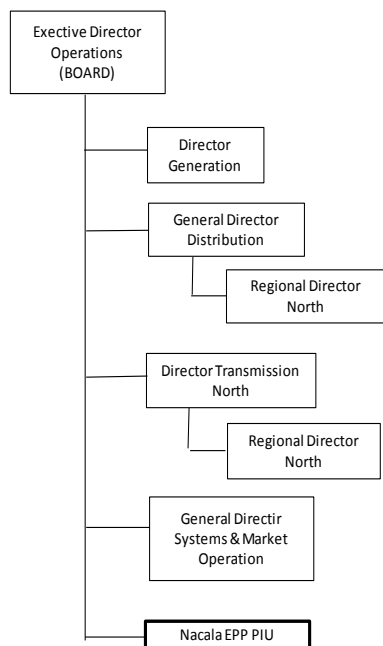 Exective Director
Operations
(BOARD)
Director
Generation
General Director
Distribution
Regional Director
North
Director Transmission
North
Regional Director
North
General Directir
Systems & Market
Operation
Nacala EPP PIU